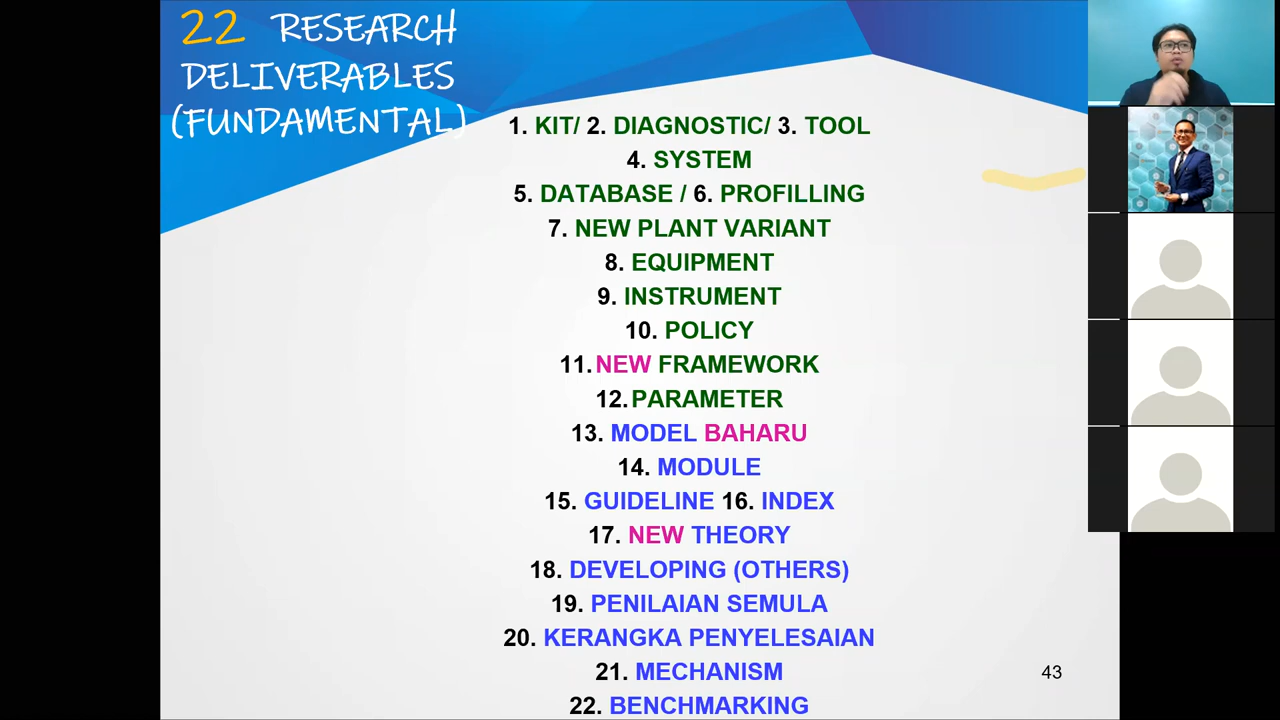 22 RESEARCH
DELIVERABLES
(FUNDAMENTAL)
1. KIT/ 2. DIAGNOSTIC/ 3. TOOL
4. SYSTEM
5. DATABASE / 6. PROFILLING
7. NEW PLANT VARIANT
8. EQUIPMENT
9. INSTRUMENT
10. POLICY
11. NEW FRAMEWORK
12. PARAMETER
13. MODEL BAHARU
14. MODULE
15. GUIDELINE 16. INDEX
17. NEW THEORY
18. DEVELOPING (OTHERS)
19. PENILAIAN SEMULA
20. KERANGKA PENYELESAIAN
21. MECHANISM
22. BENCHMARKING
43